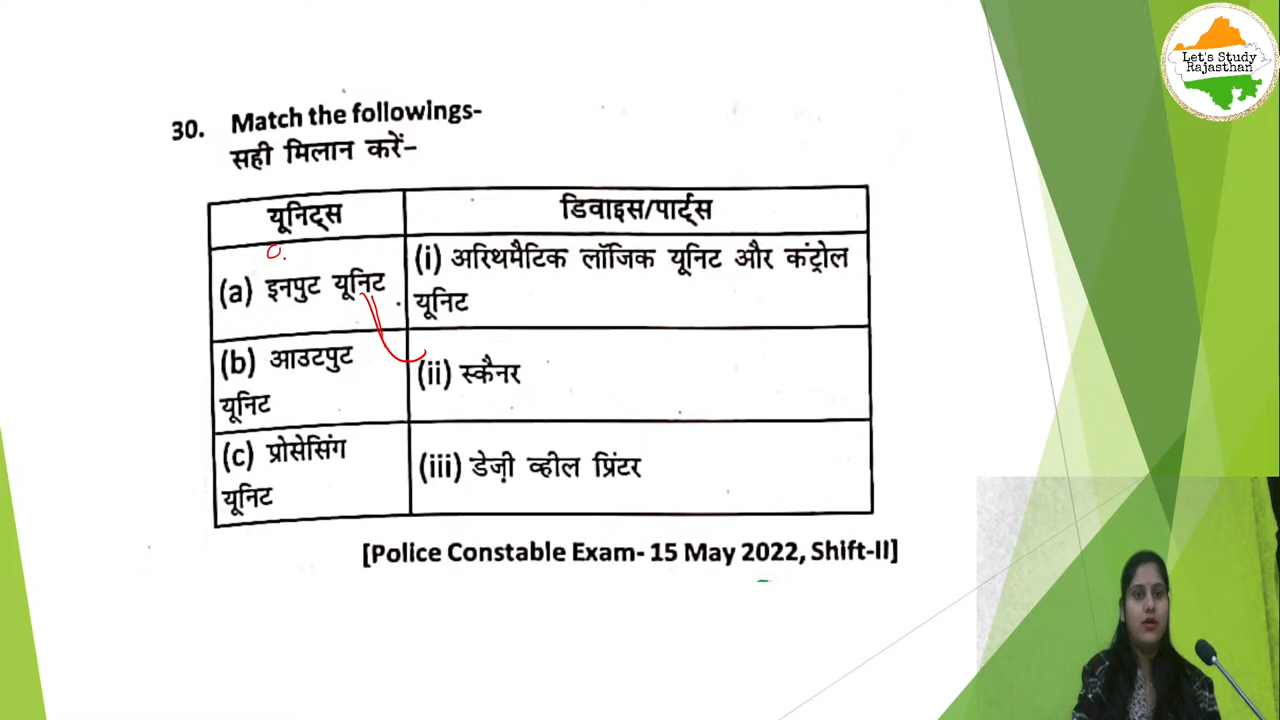 Let's Study
Rajasthan
30. Match the followings-
सही मिलान करें-
यूनिट्स
डिवाइस/पार्ट्स
(a) इनपुट यूनिट
(i) अरिथमैटिक लॉजिक यूनिट और कंट्रोल
यूनिट
(b) आउटपुट
यूनिट
(ii) स्कैनर
(c) प्रोसेसिंग
यूनिट
(iii) डेज़ी व्हील प्रिंटर
[Police Constable Exam- 15 May 2022, Shift-II]